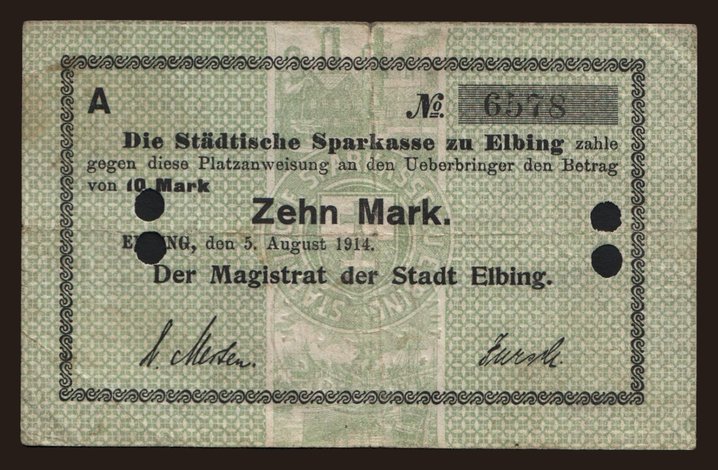 A
No. 6578
Die Städtische Sparkasse zu Elbing zahle
gegen diese Platzanweisung an den Ueberbringer den Betrag
von 10 Mark
Zehn Mark.
ELBING, den 5. August 1914.
Der Magistrat der Stadt Elbing.